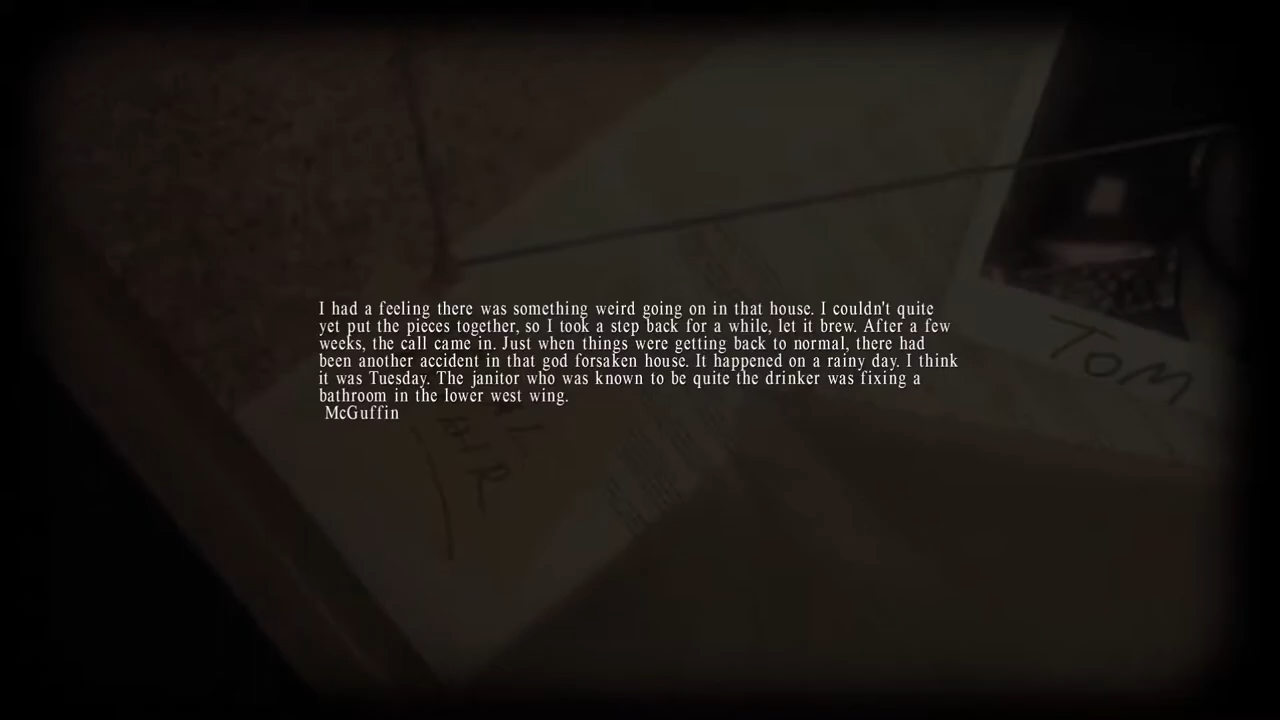 I had a feeling there was something weird going on in that house. I couldn't quite
yet put the pieces together, so I took a step back for a while, let it brew. After a few
weeks, the call came in. Just when things were getting back to normal, there had
been another accident in that god forsaken house. It happened on a rainy day. I think
it was Tuesday. The janitor who was known to be quite the drinker was fixing a
bathroom in the lower west wing.
McGuffin
TOM